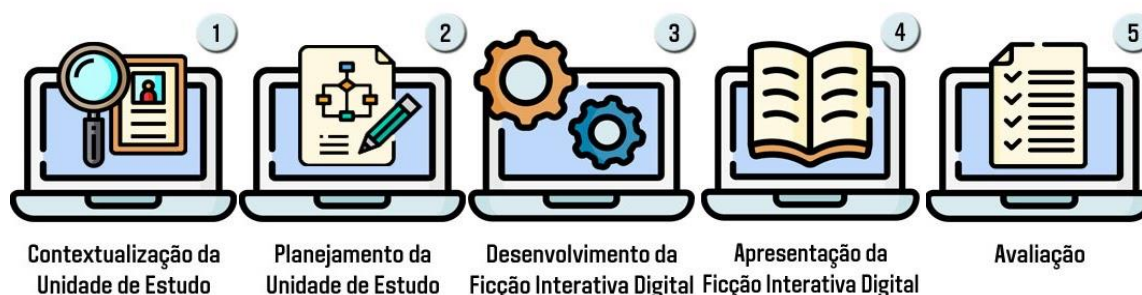 1
2
3
4
5
Contextualização da
Unidade de Estudo
Planejamento da
Unidade de Estudo
Desenvolvimento da
Ficção Interativa Digital
Apresentação da
Ficção Interativa Digital
Avaliação